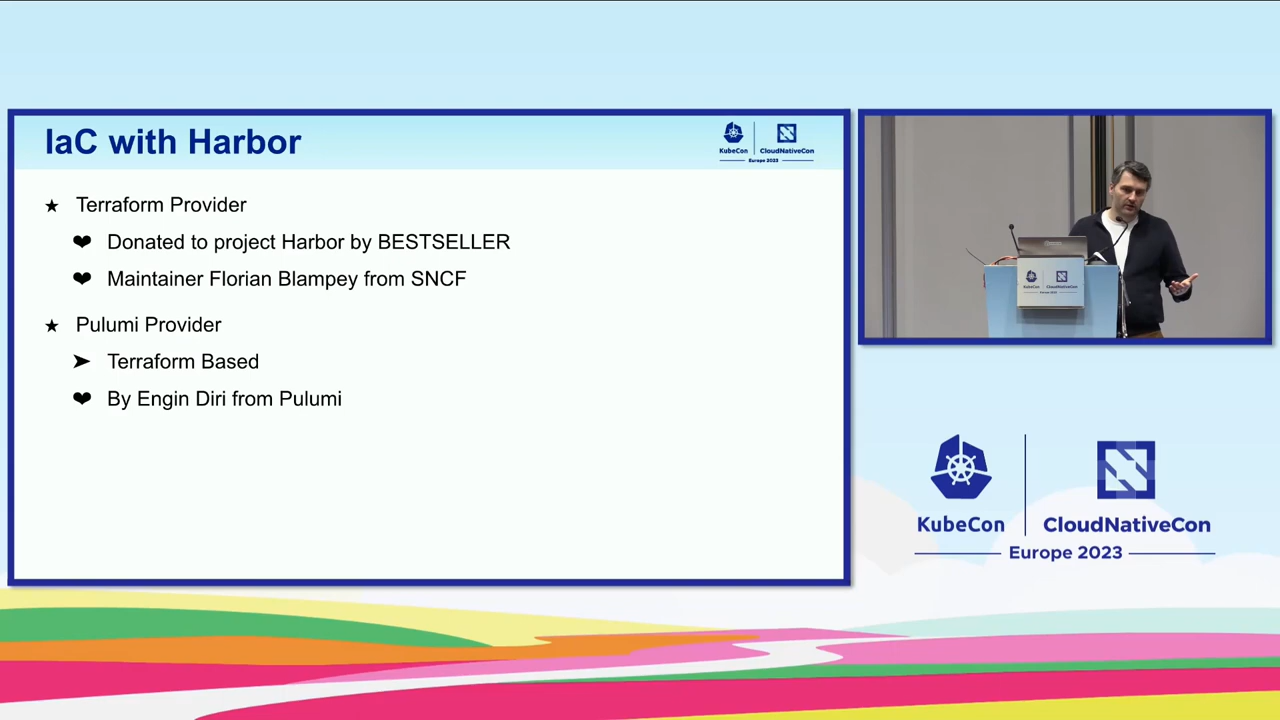 IaC with Harbor
KubeCon
CloudNativeCon
Europe 2023
★ Terraform Provider
❤ Donated to project Harbor by BESTSELLER
❤ Maintainer Florian Blampey from SNCF
★ Pulumi Provider
➤ Terraform Based
❤ By Engin Diri from Pulumi
KubeCon
CloudNativeCon
Europe 2023